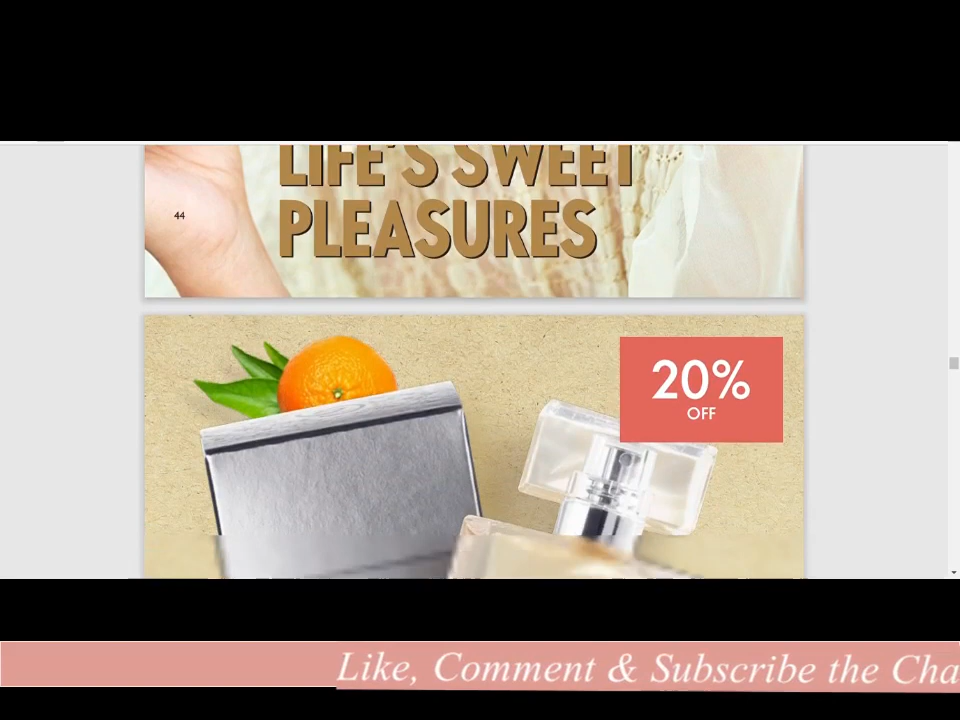 LIFE'S SWEET
PLEASURES
44
20%
OFF
Like, Comment & Subscribe the Cha